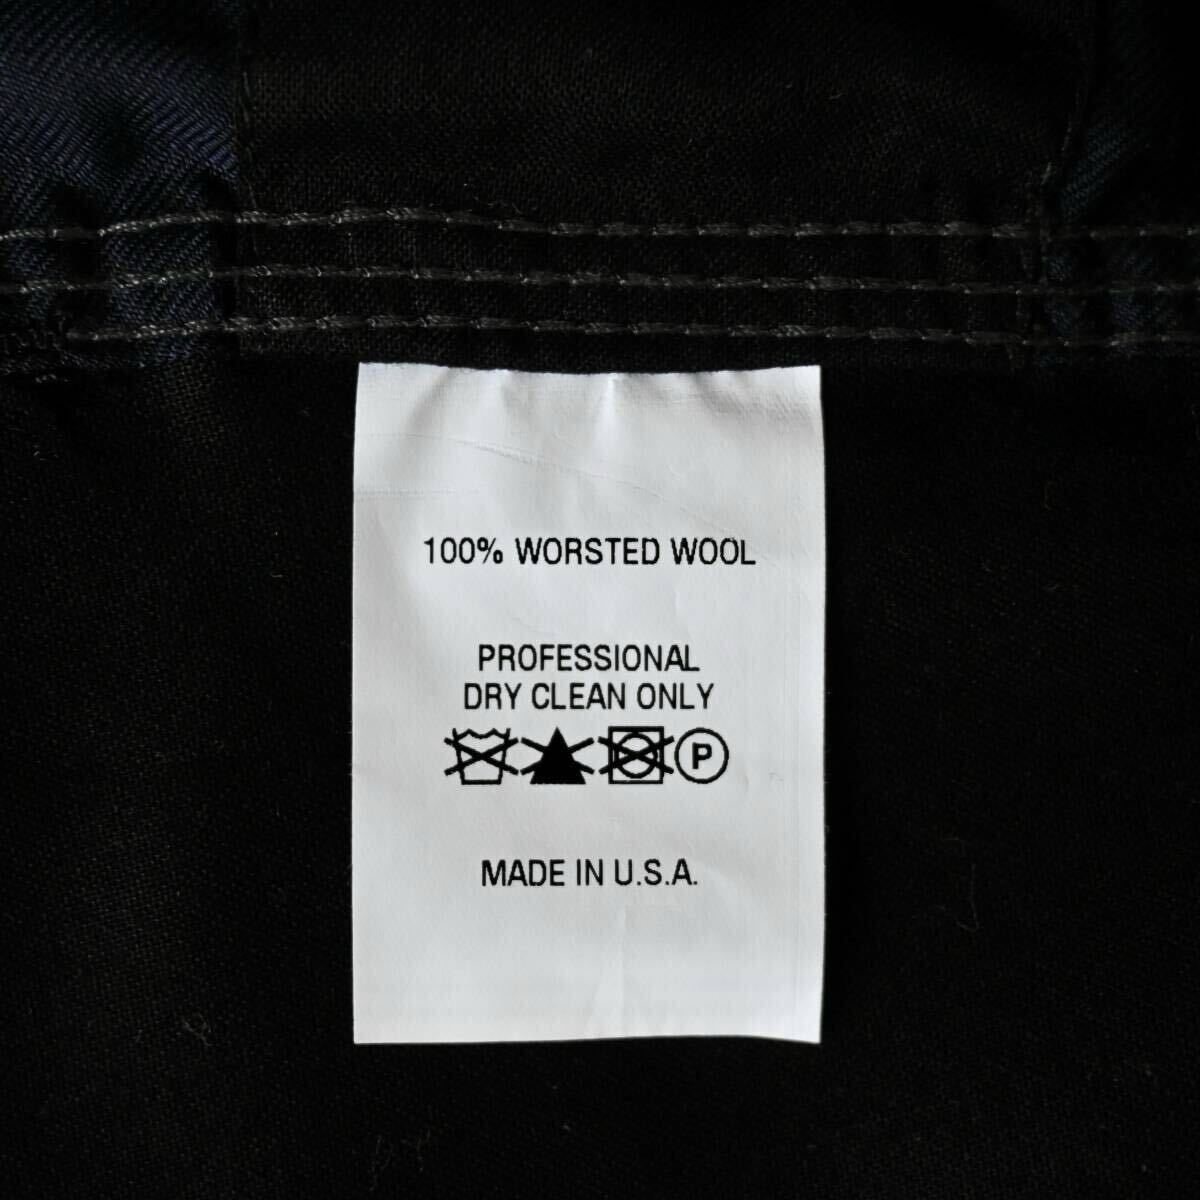 100% WORSTED WOOL
PROFESSIONAL
DRY CLEAN ONLY
P
MADE IN U.S.A.